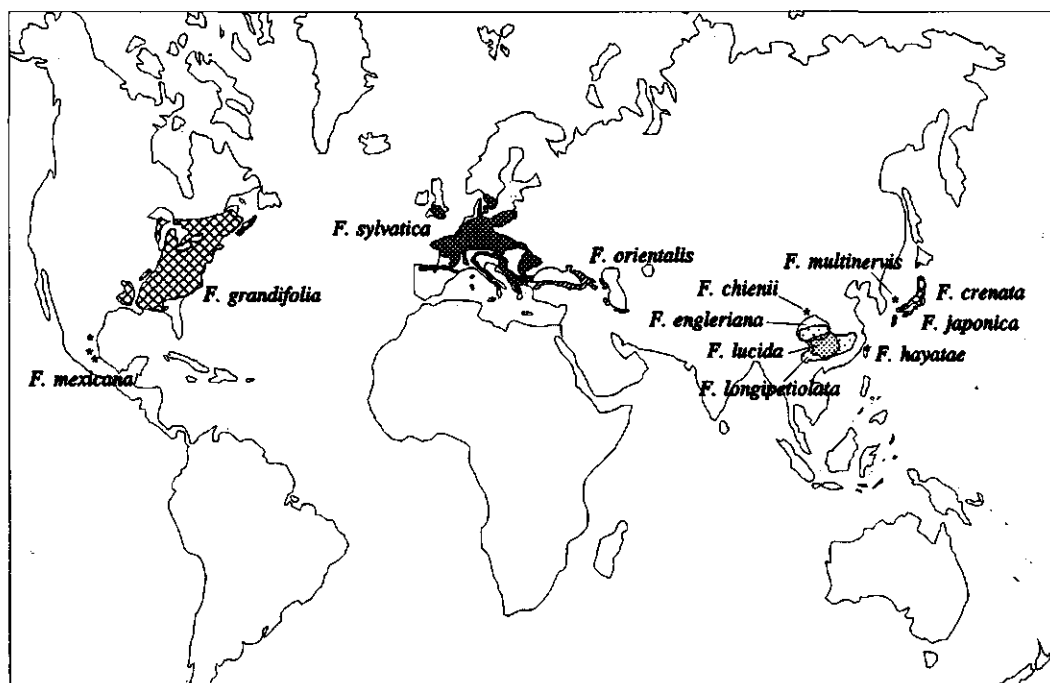 F. sylvatica
F. orientalis
F. multinervis
F. grandifolia
F. chienii
F. crenata
F. engleriana
F. japonica
F. lucida
F. hayatae
F. mexicana
F. longipetiolata